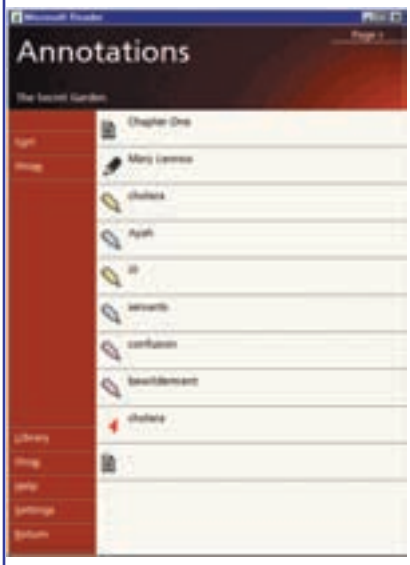 Microsoft Reader
Page 1
Annotations
The Secret Garden
Sort
Chapter One
Mary Lennox
cholera
Ayah
ill
servants
confusion
bewilderment
cholera
Library
Help
Settings
Return